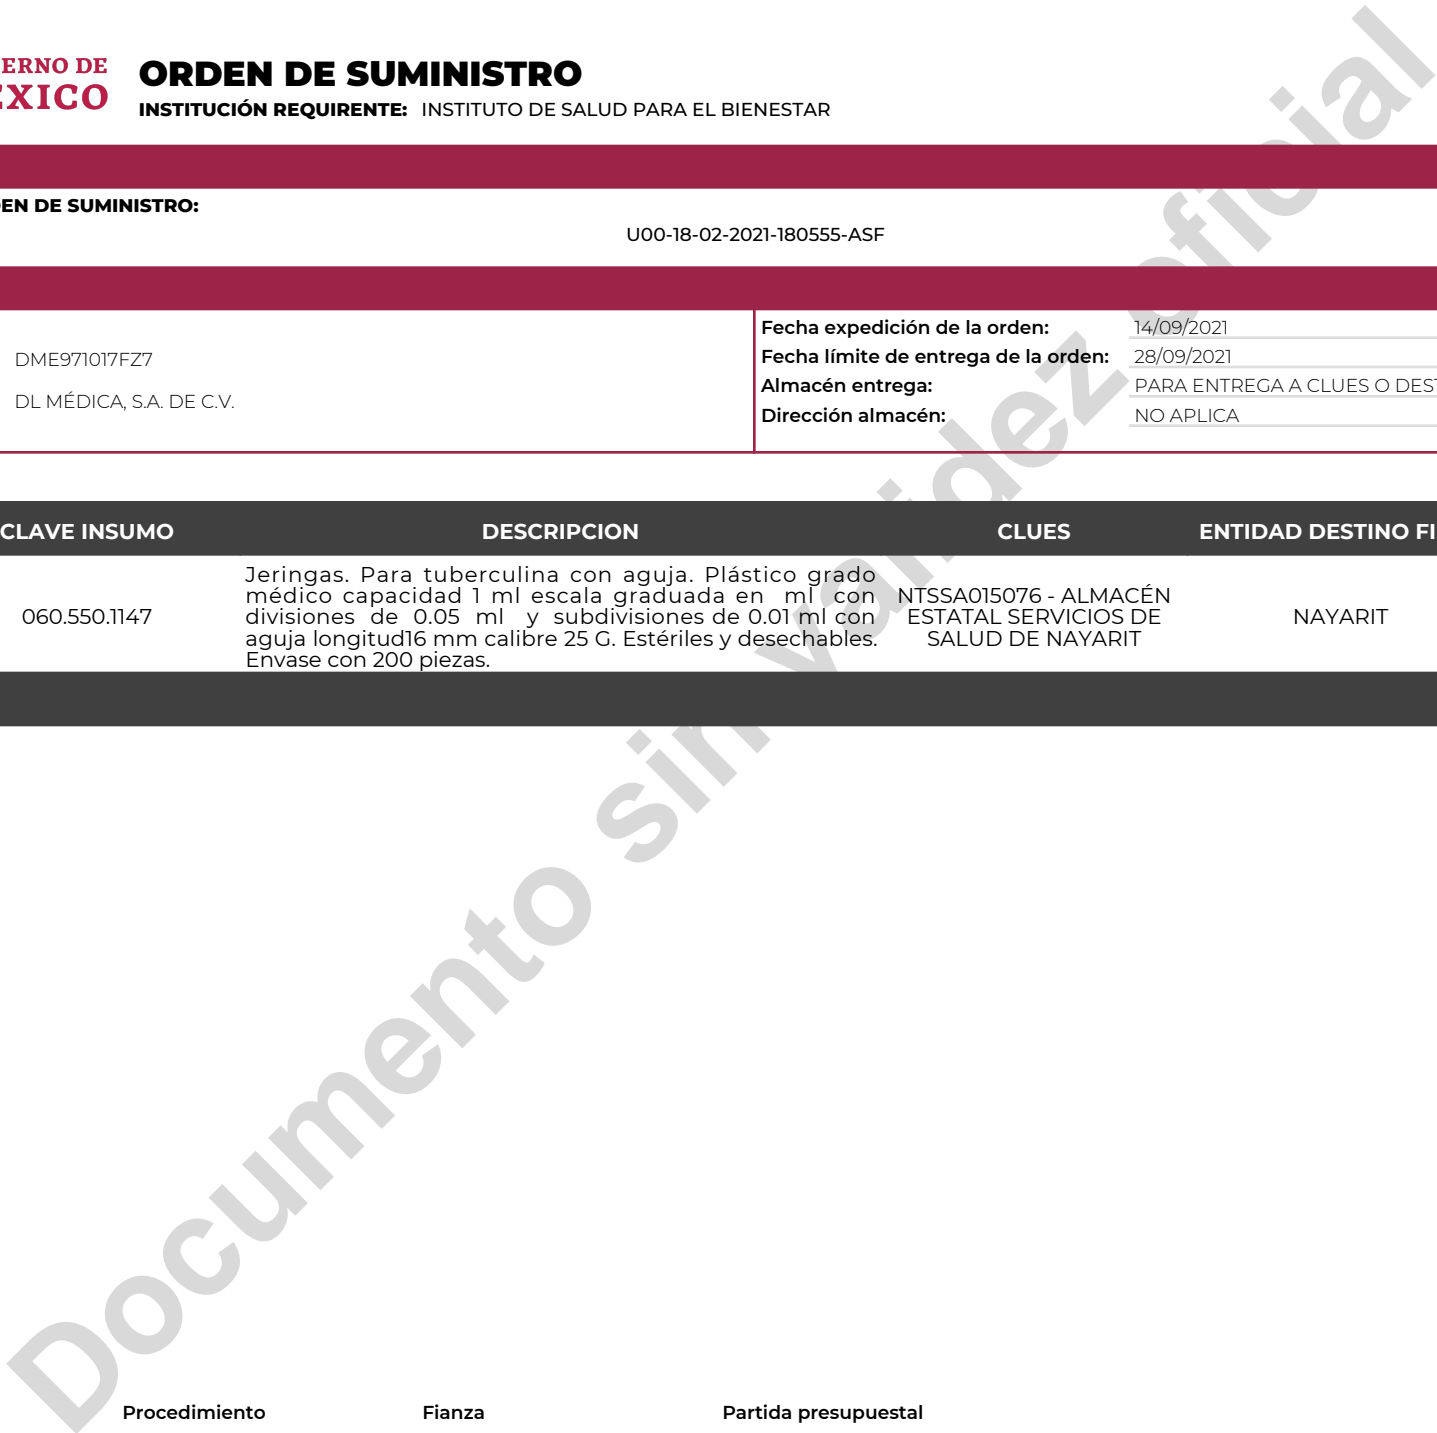 ERNO DE
EXICO
ORDEN DE SUMINISTRO
INSTITUCIÓN REQUIRENTE: INSTITUTO DE SALUD PARA EL BIENESTAR
EN DE SUMINISTRO:
U00-18-02-2021-180555-ASF
DME971017FZ7
DL MÉDICA, S.A. DE C.V.
Fecha expedición de la orden: 14/09/2021
Fecha límite de entrega de la orden: 28/09/2021
Almacén entrega: PARA ENTREGA A CLUES O DEST
Dirección almacén: NO APLICA
CLAVE INSUMO DESCRIPCION CLUES ENTIDAD DESTINO FI
060.550.1147
Jeringas. Para tuberculina con aguja. Plástico grado
médico capacidad 1 ml escala graduada en ml con
divisiones de 0.05 ml y subdivisiones de 0.01 ml con
aguja longitud16 mm calibre 25 G. Estériles y desechables.
Envase con 200 piezas.
NTSSA015076 - ALMACÉN
ESTATAL SERVICIOS DE
SALUD DE NAYARIT
NAYARIT
Documento sin validez oficial
Procedimiento Fianza Partida presupuestal